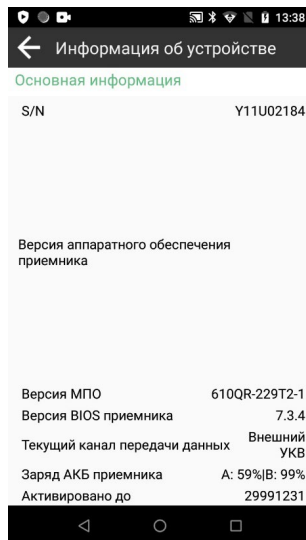 13:38
Информация об устройстве
Основная информация
S/N Y11U02184
Версия аппаратного обеспечения
приемника
Версия МПО 610QR-229T2-1
Версия BIOS приемника 7.3.4
Текущий канал передачи данных Внешний
УКВ
Заряд АКБ приемника A: 59%|B: 99%
Активировано до 29991231